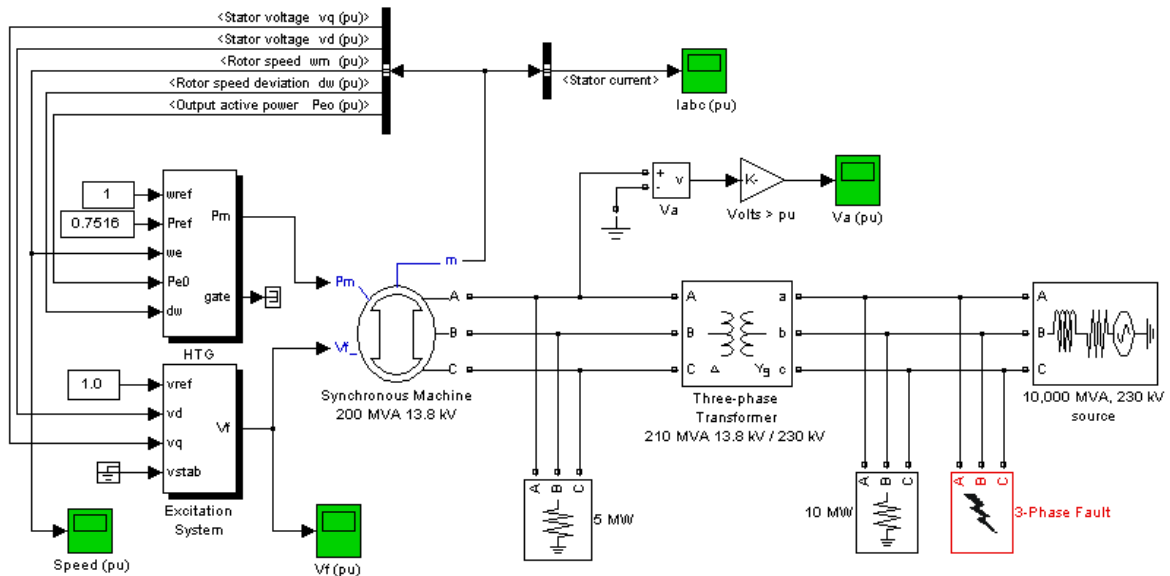 <Stator voltage vq (pu)>
<Stator voltage vd (pu)>
<Rotor speed wm (pu)>
<Rotor speed deviation dw (pu)>
<Output active power Peo (pu)>
<Stator current>
Iabc (pu)
+
-
v
Va
K-
Volts > pu
Va (pu)
1
0.7516
wref
Pref
we
Pe0
dw
Pm
gate
HTG
1.0
vref
vd
vq
vstab
Vf
Excitation
System
Speed (pu)
Vf (pu)
m
Pm
Vf_
A
B
C
Synchronous Machine
200 MVA 13.8 kV
A
B
C
a
b
c
Δ
Yg
Three-phase
Transformer
210 MVA 13.8 kV / 230 kV
A
B
C
10,000 MVA, 230 kV
source
A B C
5 MW
A B C
10 MW
A B C
3-Phase Fault